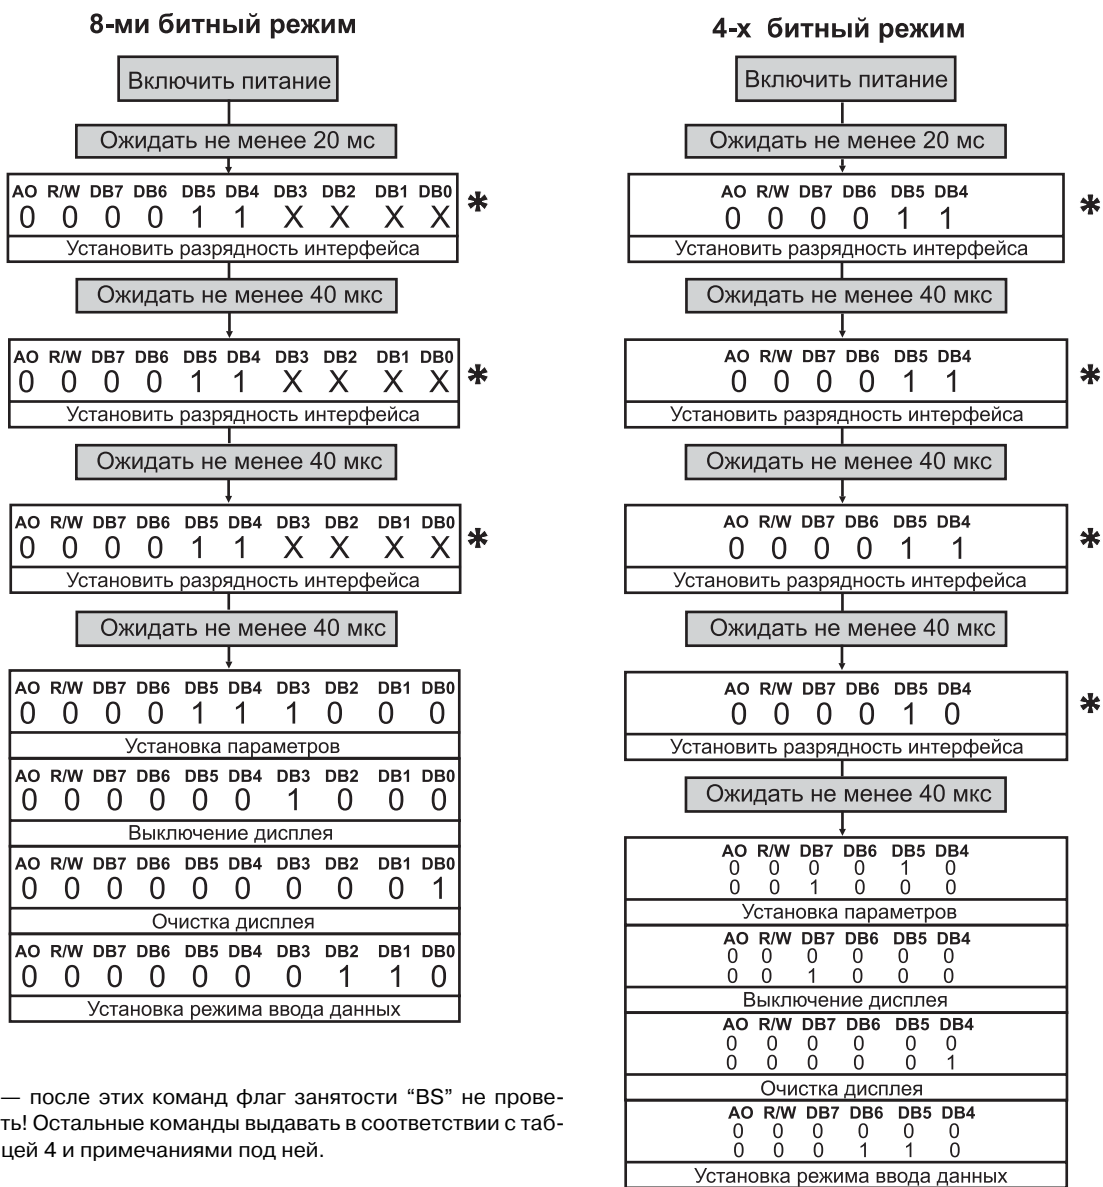 8-ми битный режим
Включить питание
Ожидать не менее 20 мс
AO R/W DB7 DB6 DB5 DB4 DB3 DB2 DB1 DB0
0 0 0 0 1 1 X X X X *
Установить разрядность интерфейса
Ожидать не менее 40 мкс
AO R/W DB7 DB6 DB5 DB4 DB3 DB2 DB1 DB0
0 0 0 0 1 1 X X X X *
Установить разрядность интерфейса
Ожидать не менее 40 мкс
AO R/W DB7 DB6 DB5 DB4 DB3 DB2 DB1 DB0
0 0 0 0 1 1 X X X X *
Установить разрядность интерфейса
Ожидать не менее 40 мкс
AO R/W DB7 DB6 DB5 DB4 DB3 DB2 DB1 DB0
0 0 0 0 1 1 1 0 0 0
Установка параметров
AO R/W DB7 DB6 DB5 DB4 DB3 DB2 DB1 DB0
0 0 0 0 0 0 1 0 0 0
Выключение дисплея
AO R/W DB7 DB6 DB5 DB4 DB3 DB2 DB1 DB0
0 0 0 0 0 0 0 0 0 1
Очистка дисплея
AO R/W DB7 DB6 DB5 DB4 DB3 DB2 DB1 DB0
0 0 0 0 0 0 0 1 1 0
Установка режима ввода данных
— после этих команд флаг занятости “BS” не прове-
ть! Остальные команды выдавать в соответствии с таб-
цей 4 и примечаниями под ней.
4-х битный режим
Включить питание
Ожидать не менее 20 мс
AO R/W DB7 DB6 DB5 DB4
0 0 0 0 1 1 *
Установить разрядность интерфейса
Ожидать не менее 40 мкс
AO R/W DB7 DB6 DB5 DB4
0 0 0 0 1 1 *
Установить разрядность интерфейса
Ожидать не менее 40 мкс
AO R/W DB7 DB6 DB5 DB4
0 0 0 0 1 1 *
Установить разрядность интерфейса
Ожидать не менее 40 мкс
AO R/W DB7 DB6 DB5 DB4
0 0 0 0 1 0 *
Установить разрядность интерфейса
Ожидать не менее 40 мкс
AO R/W DB7 DB6 DB5 DB4
0 0 0 0 1 0
0 0 1 0 0 0
Установка параметров
AO R/W DB7 DB6 DB5 DB4
0 0 0 0 0 0
0 0 1 0 0 0
Выключение дисплея
AO R/W DB7 DB6 DB5 DB4
0 0 0 0 0 0
0 0 0 0 0 1
Очистка дисплея
AO R/W DB7 DB6 DB5 DB4
0 0 0 0 0 0
0 0 0 1 1 0
Установка режима ввода данных